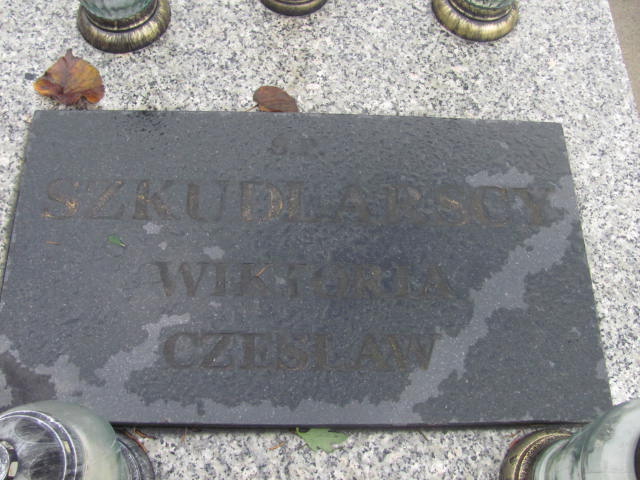 Ś.P.
SZKUDLARSCY
WIKTORIA
CZESŁAW